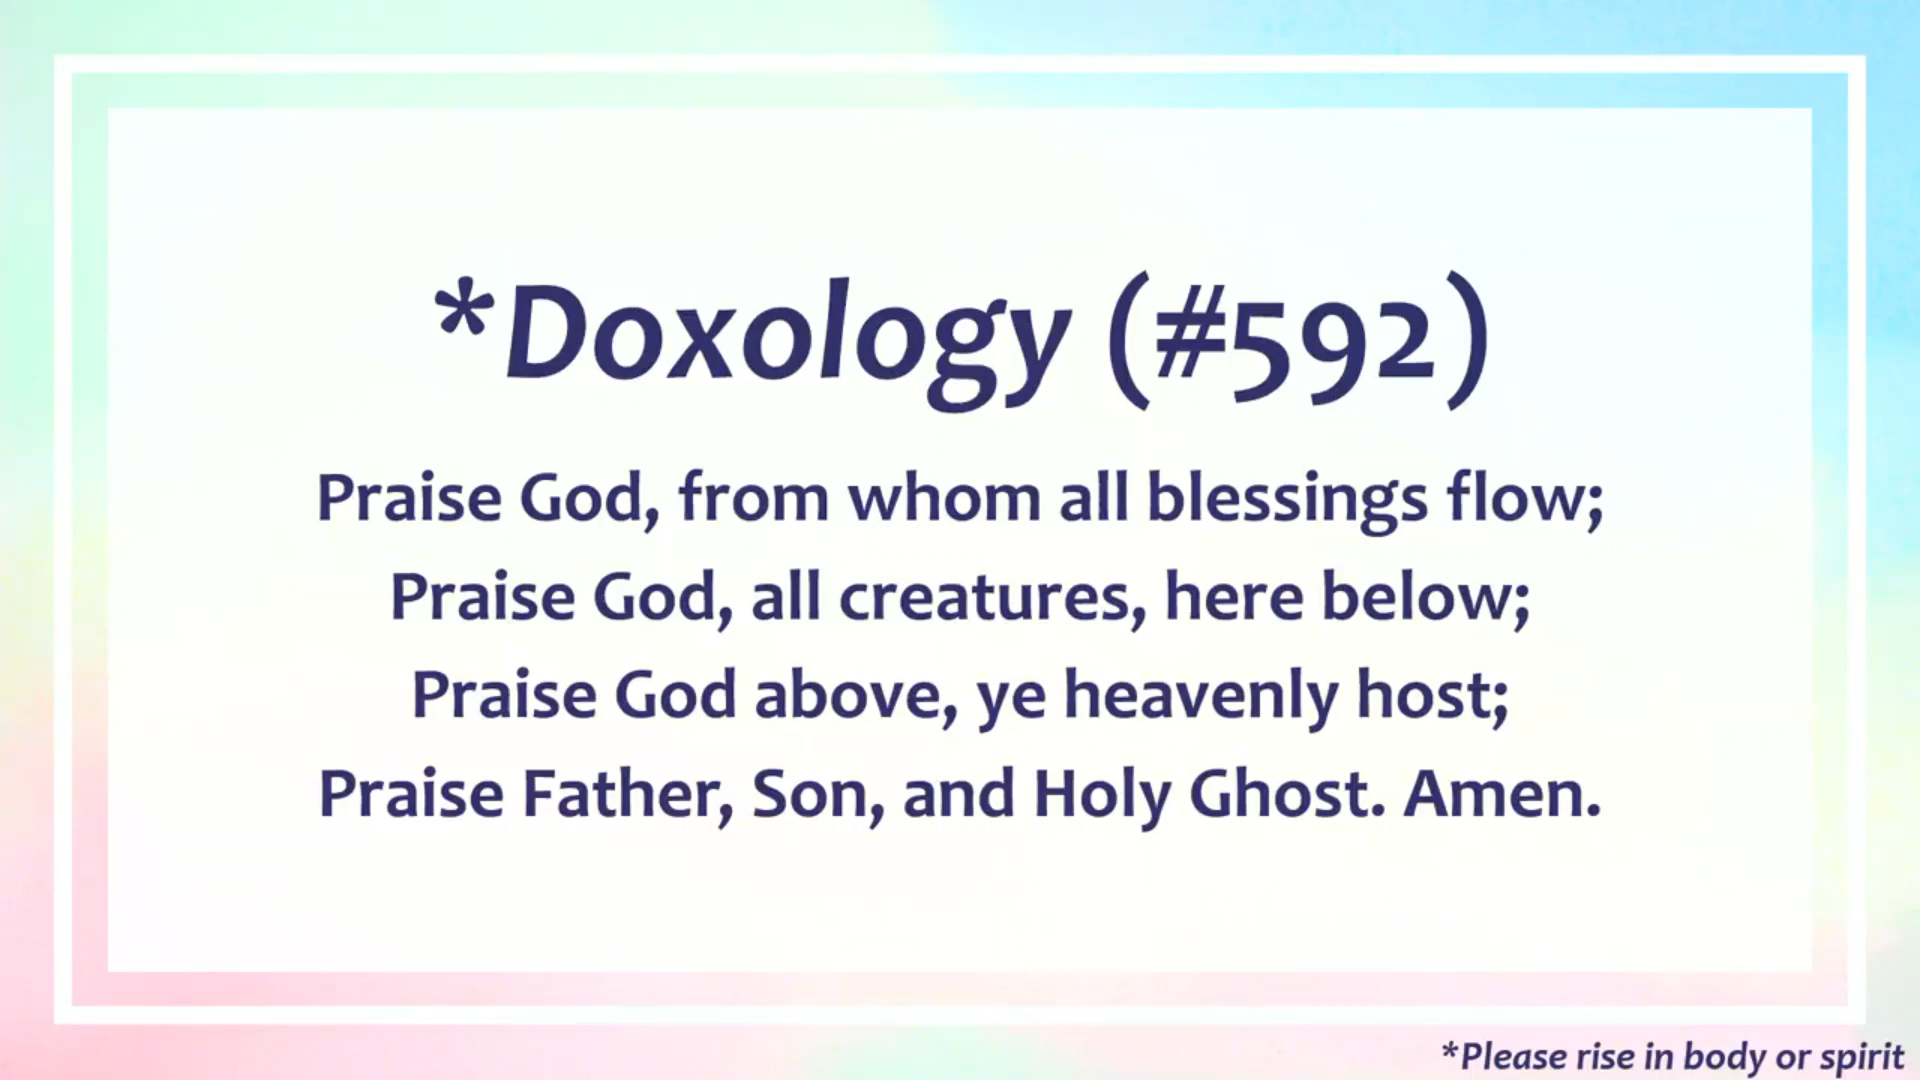 *Doxology (#592)
Praise God, from whom all blessings flow;
Praise God, all creatures, here below;
Praise God above, ye heavenly host;
Praise Father, Son, and Holy Ghost. Amen.
*Please rise in body or spirit